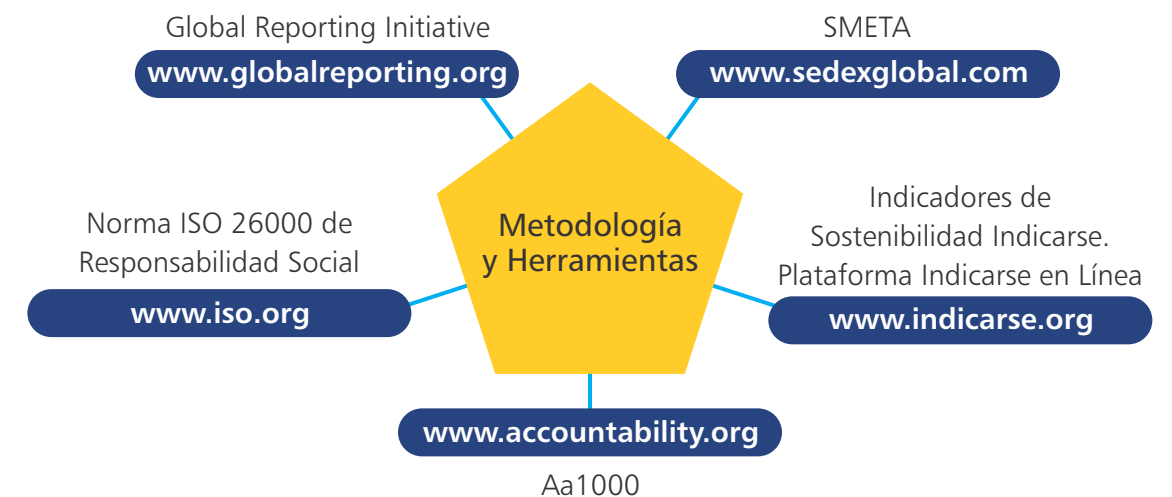 Global Reporting Initiative
www.globalreporting.org
SMETA
www.sedexglobal.com
Norma ISO 26000 de
Responsabilidad Social
www.iso.org
Metodología
y Herramientas
Indicadores de
Sostenibilidad Indicarse.
Plataforma Indicarse en Línea
www.indicarse.org
www.accountability.org
Aa1000